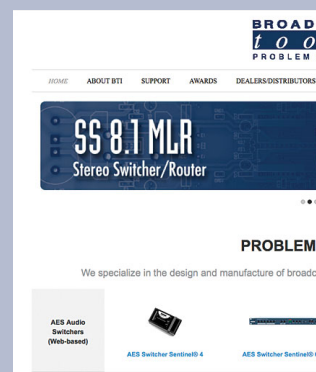 BROAD
too
PROBLEM
HOME ABOUT BTI SUPPORT AWARDS DEALERS/DISTRIBUTORS
SS 8.1 MLR
Stereo Switcher/Router
PROBLEM
We specialize in the design and manufacture of broadc
AES Audio
Switchers
(Web-based)
AES Switcher Sentinel® 4 AES Switcher Sentinel®